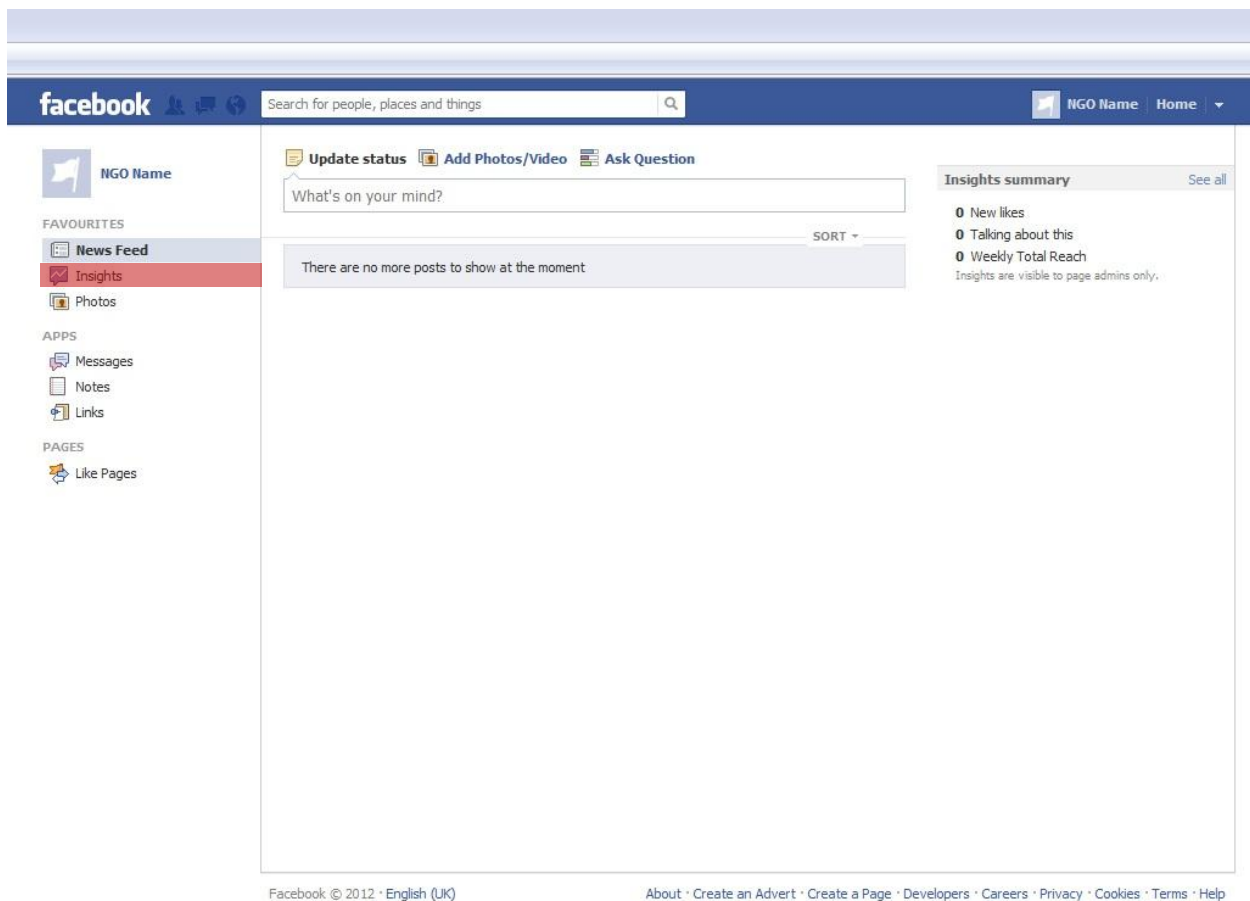 facebook
Search for people, places and things
NGO Name
Home
NGO Name
FAVOURITES
News Feed
Insights
Photos
APPS
Messages
Notes
Links
PAGES
Like Pages
Update status Add Photos/Video Ask Question
What's on your mind?
SORT
There are no more posts to show at the moment
Insights summary See all
0 New likes
0 Talking about this
0 Weekly Total Reach
Insights are visible to page admins only.
Facebook © 2012 · English (UK)
About · Create an Advert · Create a Page · Developers · Careers · Privacy · Cookies · Terms · Help